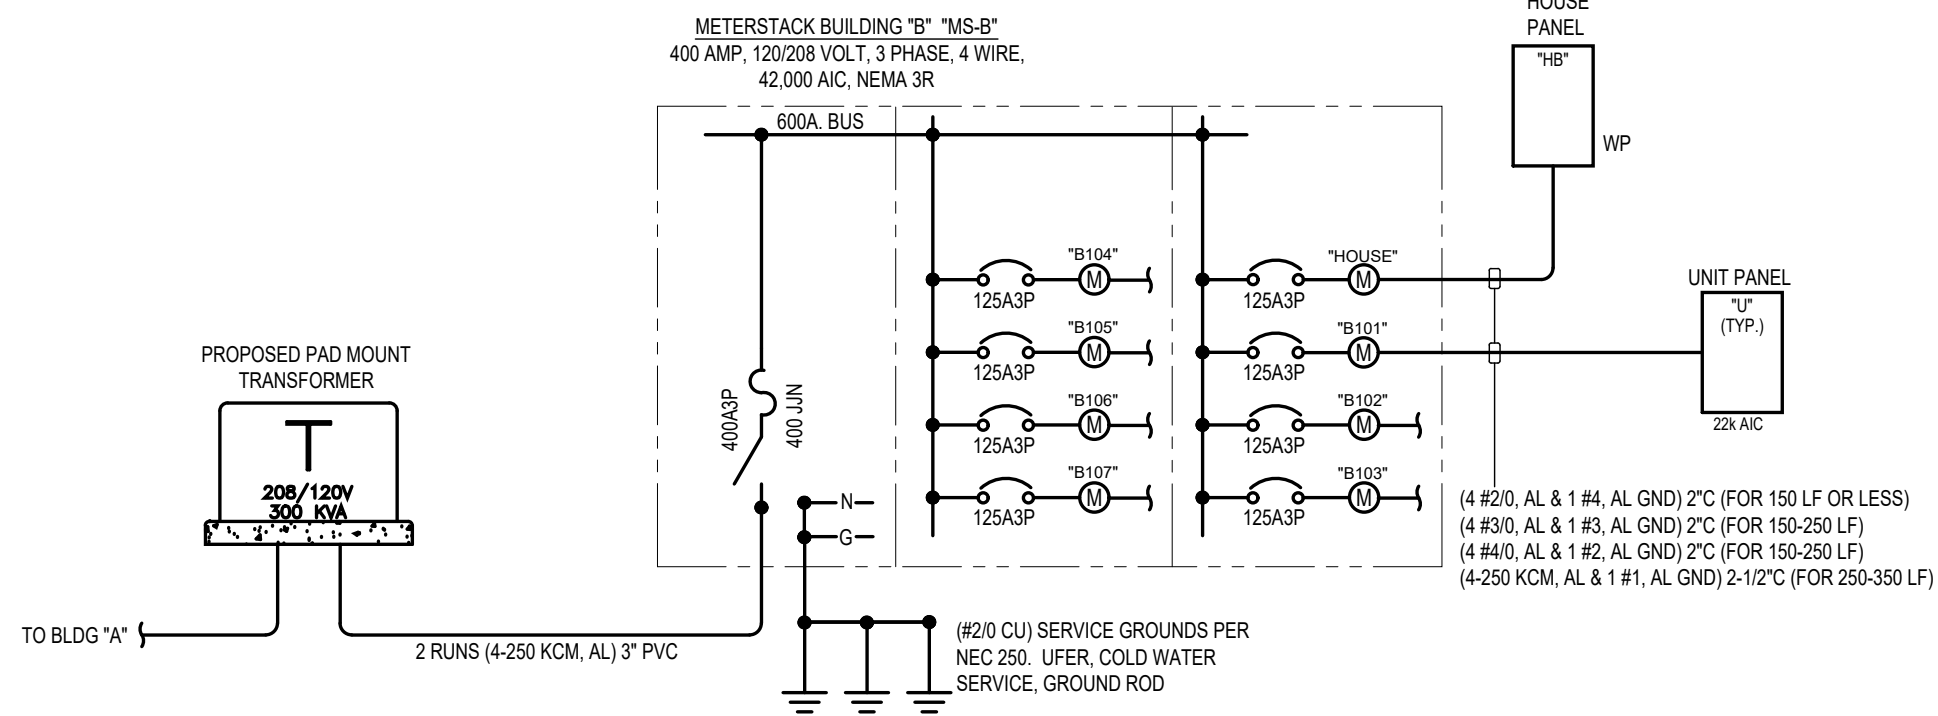 METERSTACK BUILDING "B" "MS-B"
400 AMP, 120/208 VOLT, 3 PHASE, 4 WIRE,
42,000 AIC, NEMA 3R
HOUSE
PANEL
"HB"
WP
600A. BUS
"B104"
M
125A3P
"B105"
M
125A3P
"B106"
M
125A3P
"B107"
M
125A3P
"HOUSE"
M
125A3P
"B101"
M
125A3P
"B102"
M
125A3P
"B103"
M
125A3P
UNIT PANEL
"U"
(TYP.)
22k AIC
PROPOSED PAD MOUNT
TRANSFORMER
T
208/120V
300 KVA
400A3P
400 JJN
N
G
(4 #2/0, AL & 1 #4, AL GND) 2"C (FOR 150 LF OR LESS)
(4 #3/0, AL & 1 #3, AL GND) 2"C (FOR 150-250 LF)
(4 #4/0, AL & 1 #2, AL GND) 2"C (FOR 150-250 LF)
(4-250 KCM, AL & 1 #1, AL GND) 2-1/2"C (FOR 250-350 LF)
TO BLDG "A"
2 RUNS (4-250 KCM, AL) 3" PVC
(#2/0 CU) SERVICE GROUNDS PER
NEC 250. UFER, COLD WATER
SERVICE, GROUND ROD